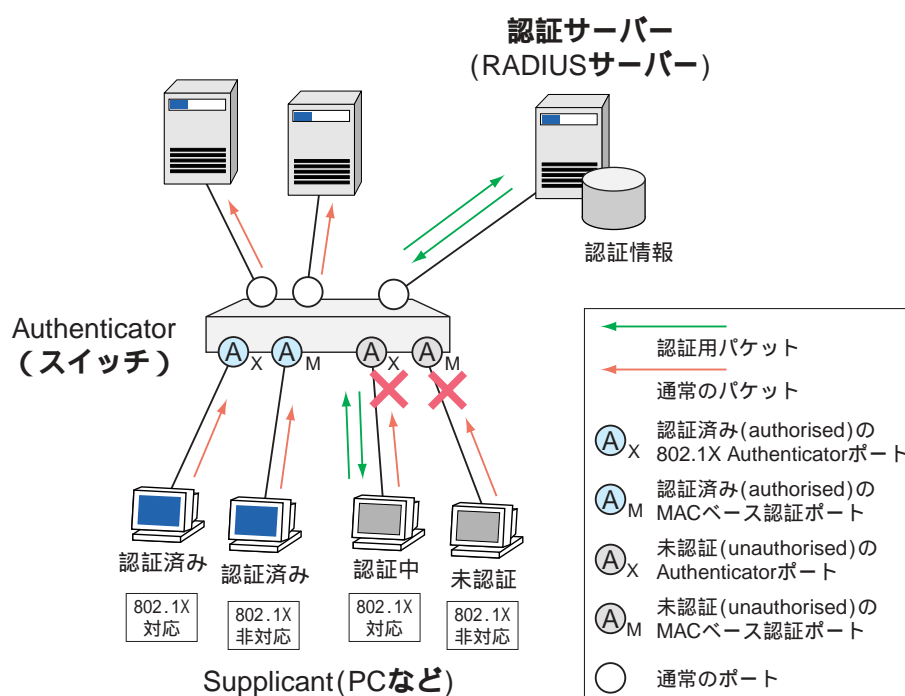 認証サーバー
(RADIUSサーバー)
認証情報
Authenticator
(スイッチ)
A X
A M
A X
A M
認証済み
認証済み
認証中
未認証
802.1X
対応
802.1X
非対応
802.1X
対応
802.1X
非対応
Supplicant(PCなど)
認証用パケット
通常のパケット
A X
認証済み(authorised)の
802.1X Authenticatorポート
A M
認証済み(authorised)の
MACベース認証ポート
A X
未認証(unauthorised)の
Authenticatorポート
A M
未認証(unauthorised)の
MACベース認証ポート
通常のポート